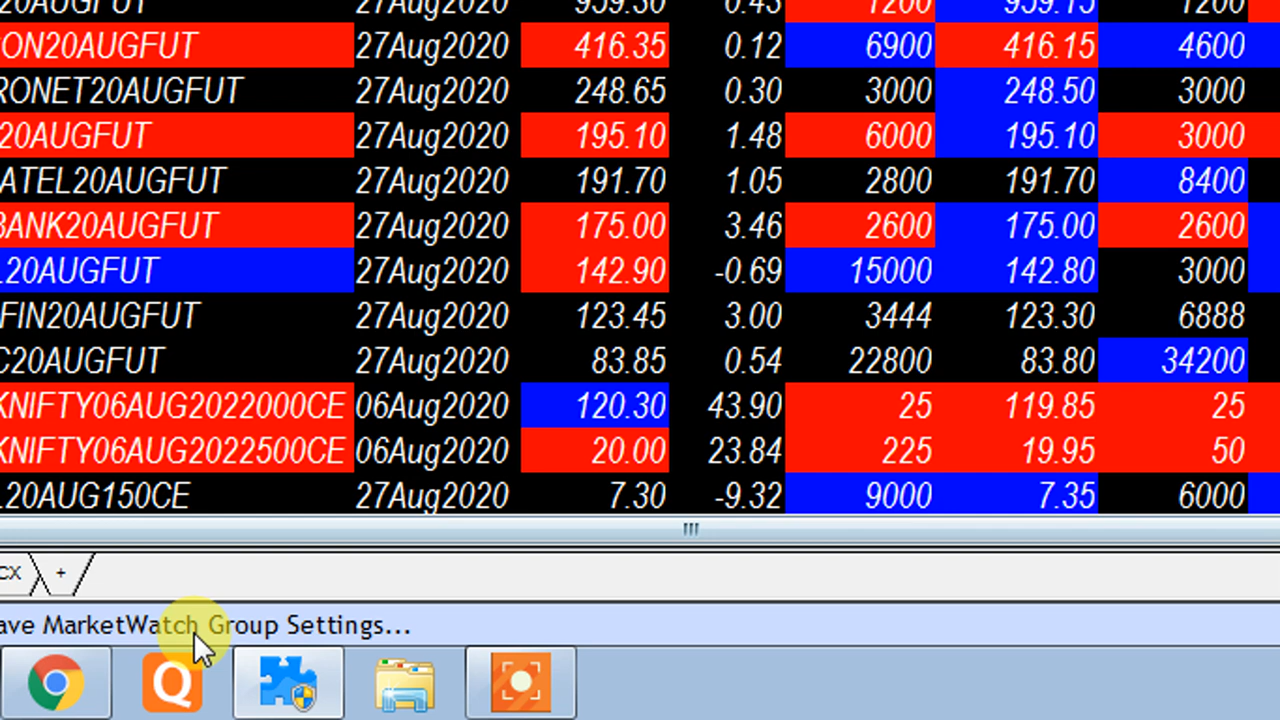 20AUGFUT 27Aug2020 959.30 0.45 1200 959.15 1200
ON20AUGFUT 27Aug2020 416.35 0.12 6900 416.15 4600
RONET20AUGFUT 27Aug2020 248.65 0.30 3000 248.50 3000
20AUGFUT 27Aug2020 195.10 1.48 6000 195.10 3000
ATEL20AUGFUT 27Aug2020 191.70 1.05 2800 191.70 8400
BANK20AUGFUT 27Aug2020 175.00 3.46 2600 175.00 2600
L20AUGFUT 27Aug2020 142.90 -0.69 15000 142.80 3000
FIN20AUGFUT 27Aug2020 123.45 3.00 3444 123.30 6888
C20AUGFUT 27Aug2020 83.85 0.54 22800 83.80 34200
KNIFTY06AUG2022000CE 06Aug2020 120.30 43.90 25 119.85 25
KNIFTY06AUG2022500CE 06Aug2020 20.00 23.84 225 19.95 50
L20AUG150CE 27Aug2020 7.30 -9.32 9000 7.35 6000
CX +
ave MarketWatch Group Settings...
Q